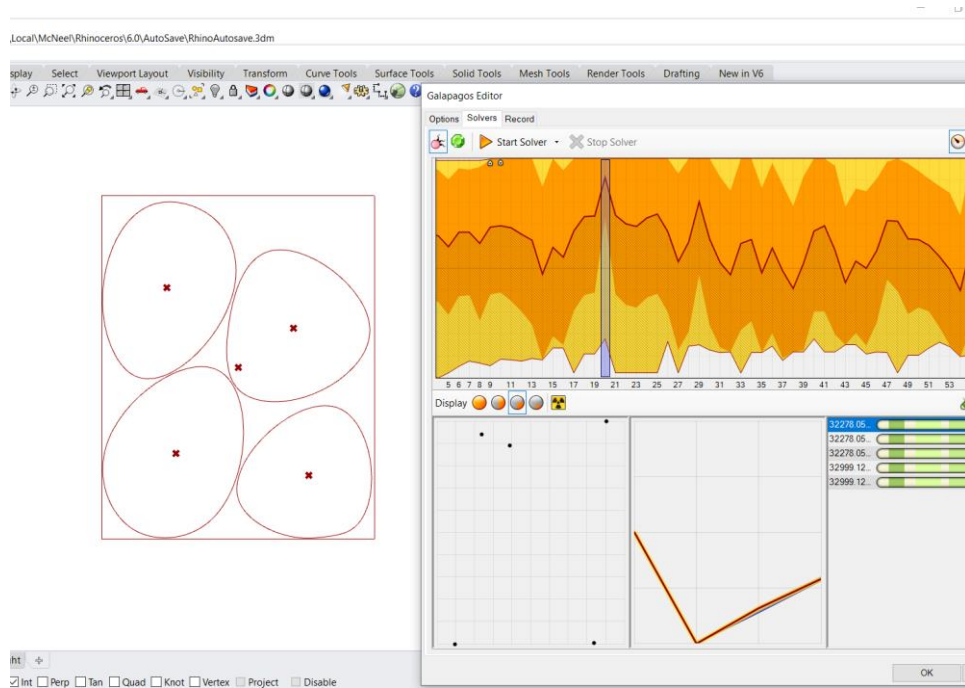 \Local\McNeel\Rhinoceros\6.0\AutoSave\RhinoAutosave.3dm
splay Select Viewport Layout Visibility Transform Curve Tools Surface Tools Solid Tools Mesh Tools Render Tools Drafting New in V6
Galapagos Editor
Options Solvers Record
Start Solver Stop Solver
5 6 7 8 9 11 13 14 15 17 19 21 23 25 27 29 31 33 35 37 39 41 43 45 47 49 51 53
Display
32278.05...
32278.05...
32278.05...
32999.12...
32999.12...
OK
ht
Int Perp Tan Quad Knot Vertex Project Disable